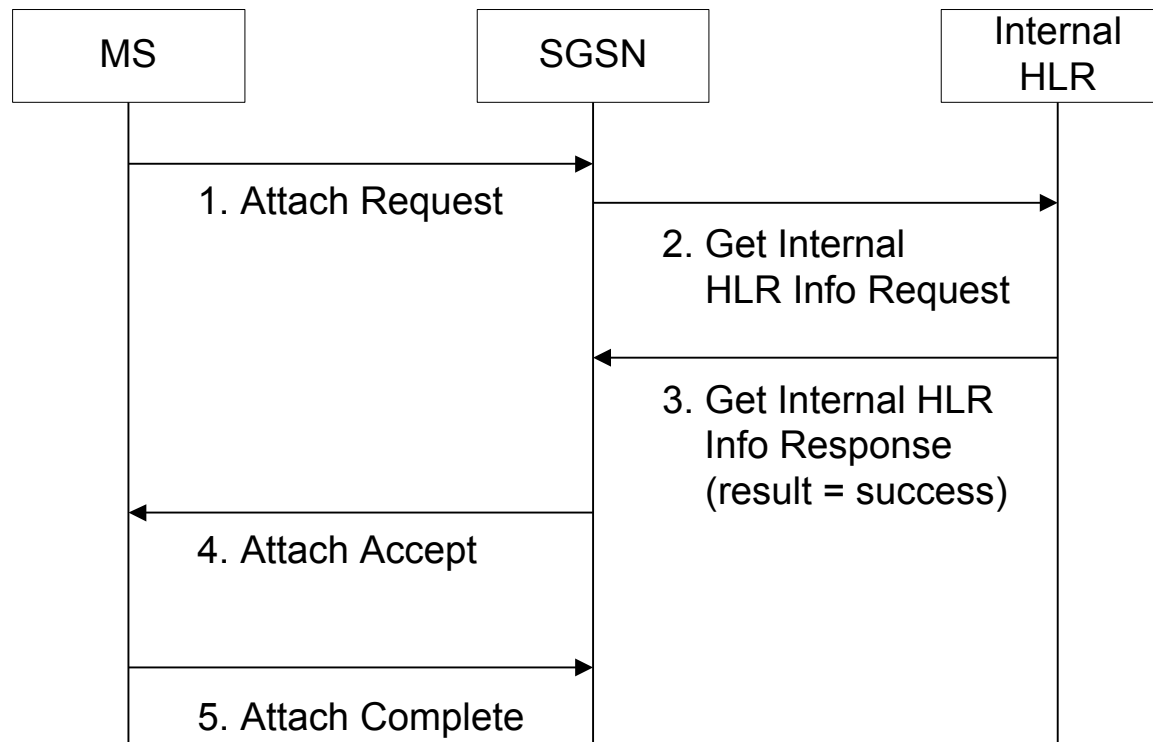 MS
SGSN
Internal
HLR
1. Attach Request
2. Get Internal
HLR Info Request
3. Get Internal HLR
Info Response
(result = success)
4. Attach Accept
5. Attach Complete